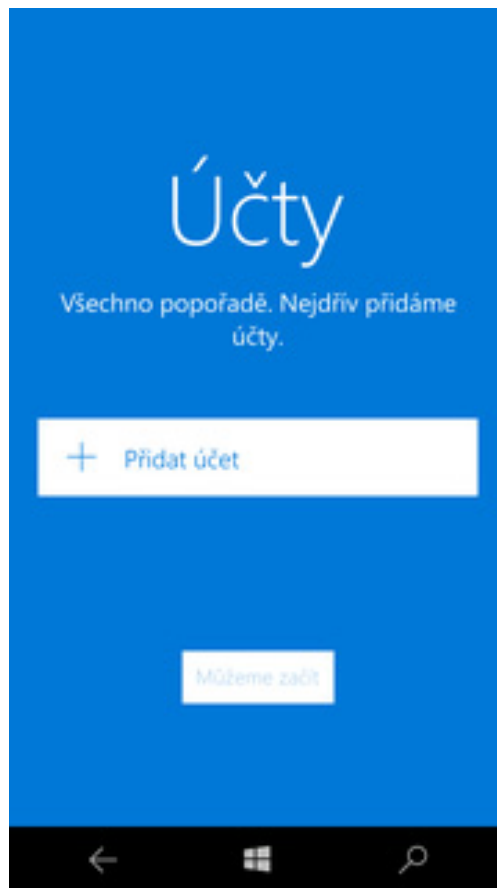 Účty
Všechno popořadě. Nejdřív přidáme
účty.
Přidat účet
Můžeme začít